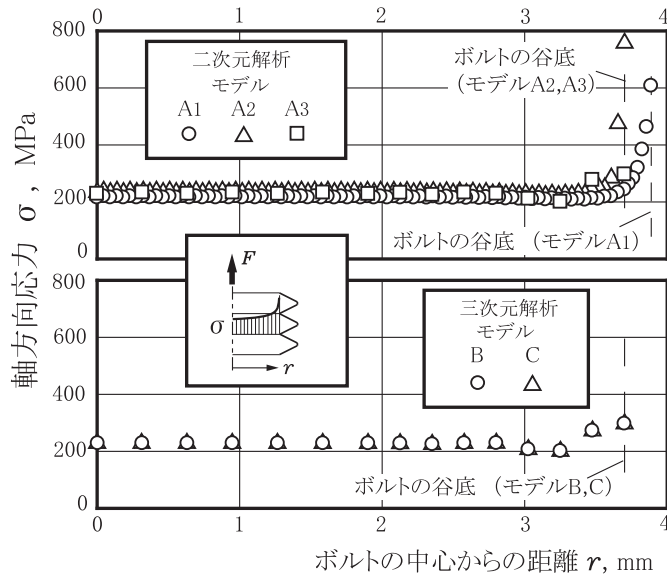 0 1 2 3 4
800
600
400
200
0
二次元解析
モデル
A1 A2 A3
ボルトの谷底
(モデルA2,A3)
ボルトの谷底 (モデルA1)
軸方向応力 σ , MPa
F
σ
r
800
600
400
200
0
三次元解析
モデル
B C
ボルトの谷底 (モデルB,C)
0 1 2 3 4
ボルトの中心からの距離 r, mm